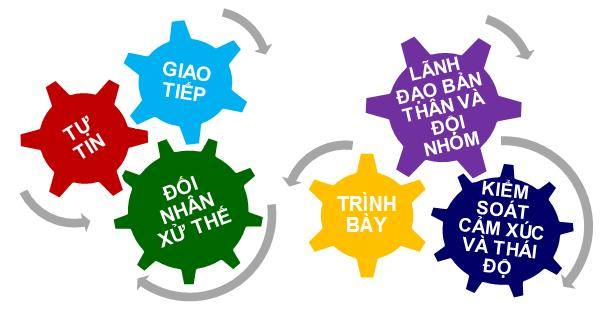 GIAO
TIẾP
TỰ
TIN
ĐỐI
NHÂN
XỬ THẾ
TRÌNH
BÀY
LÃNH
ĐẠO BẢN
THÂN VÀ
ĐỘI
NHÓM
KIỂM
SOÁT
CẢM XÚC
VÀ THÁI
ĐỘ